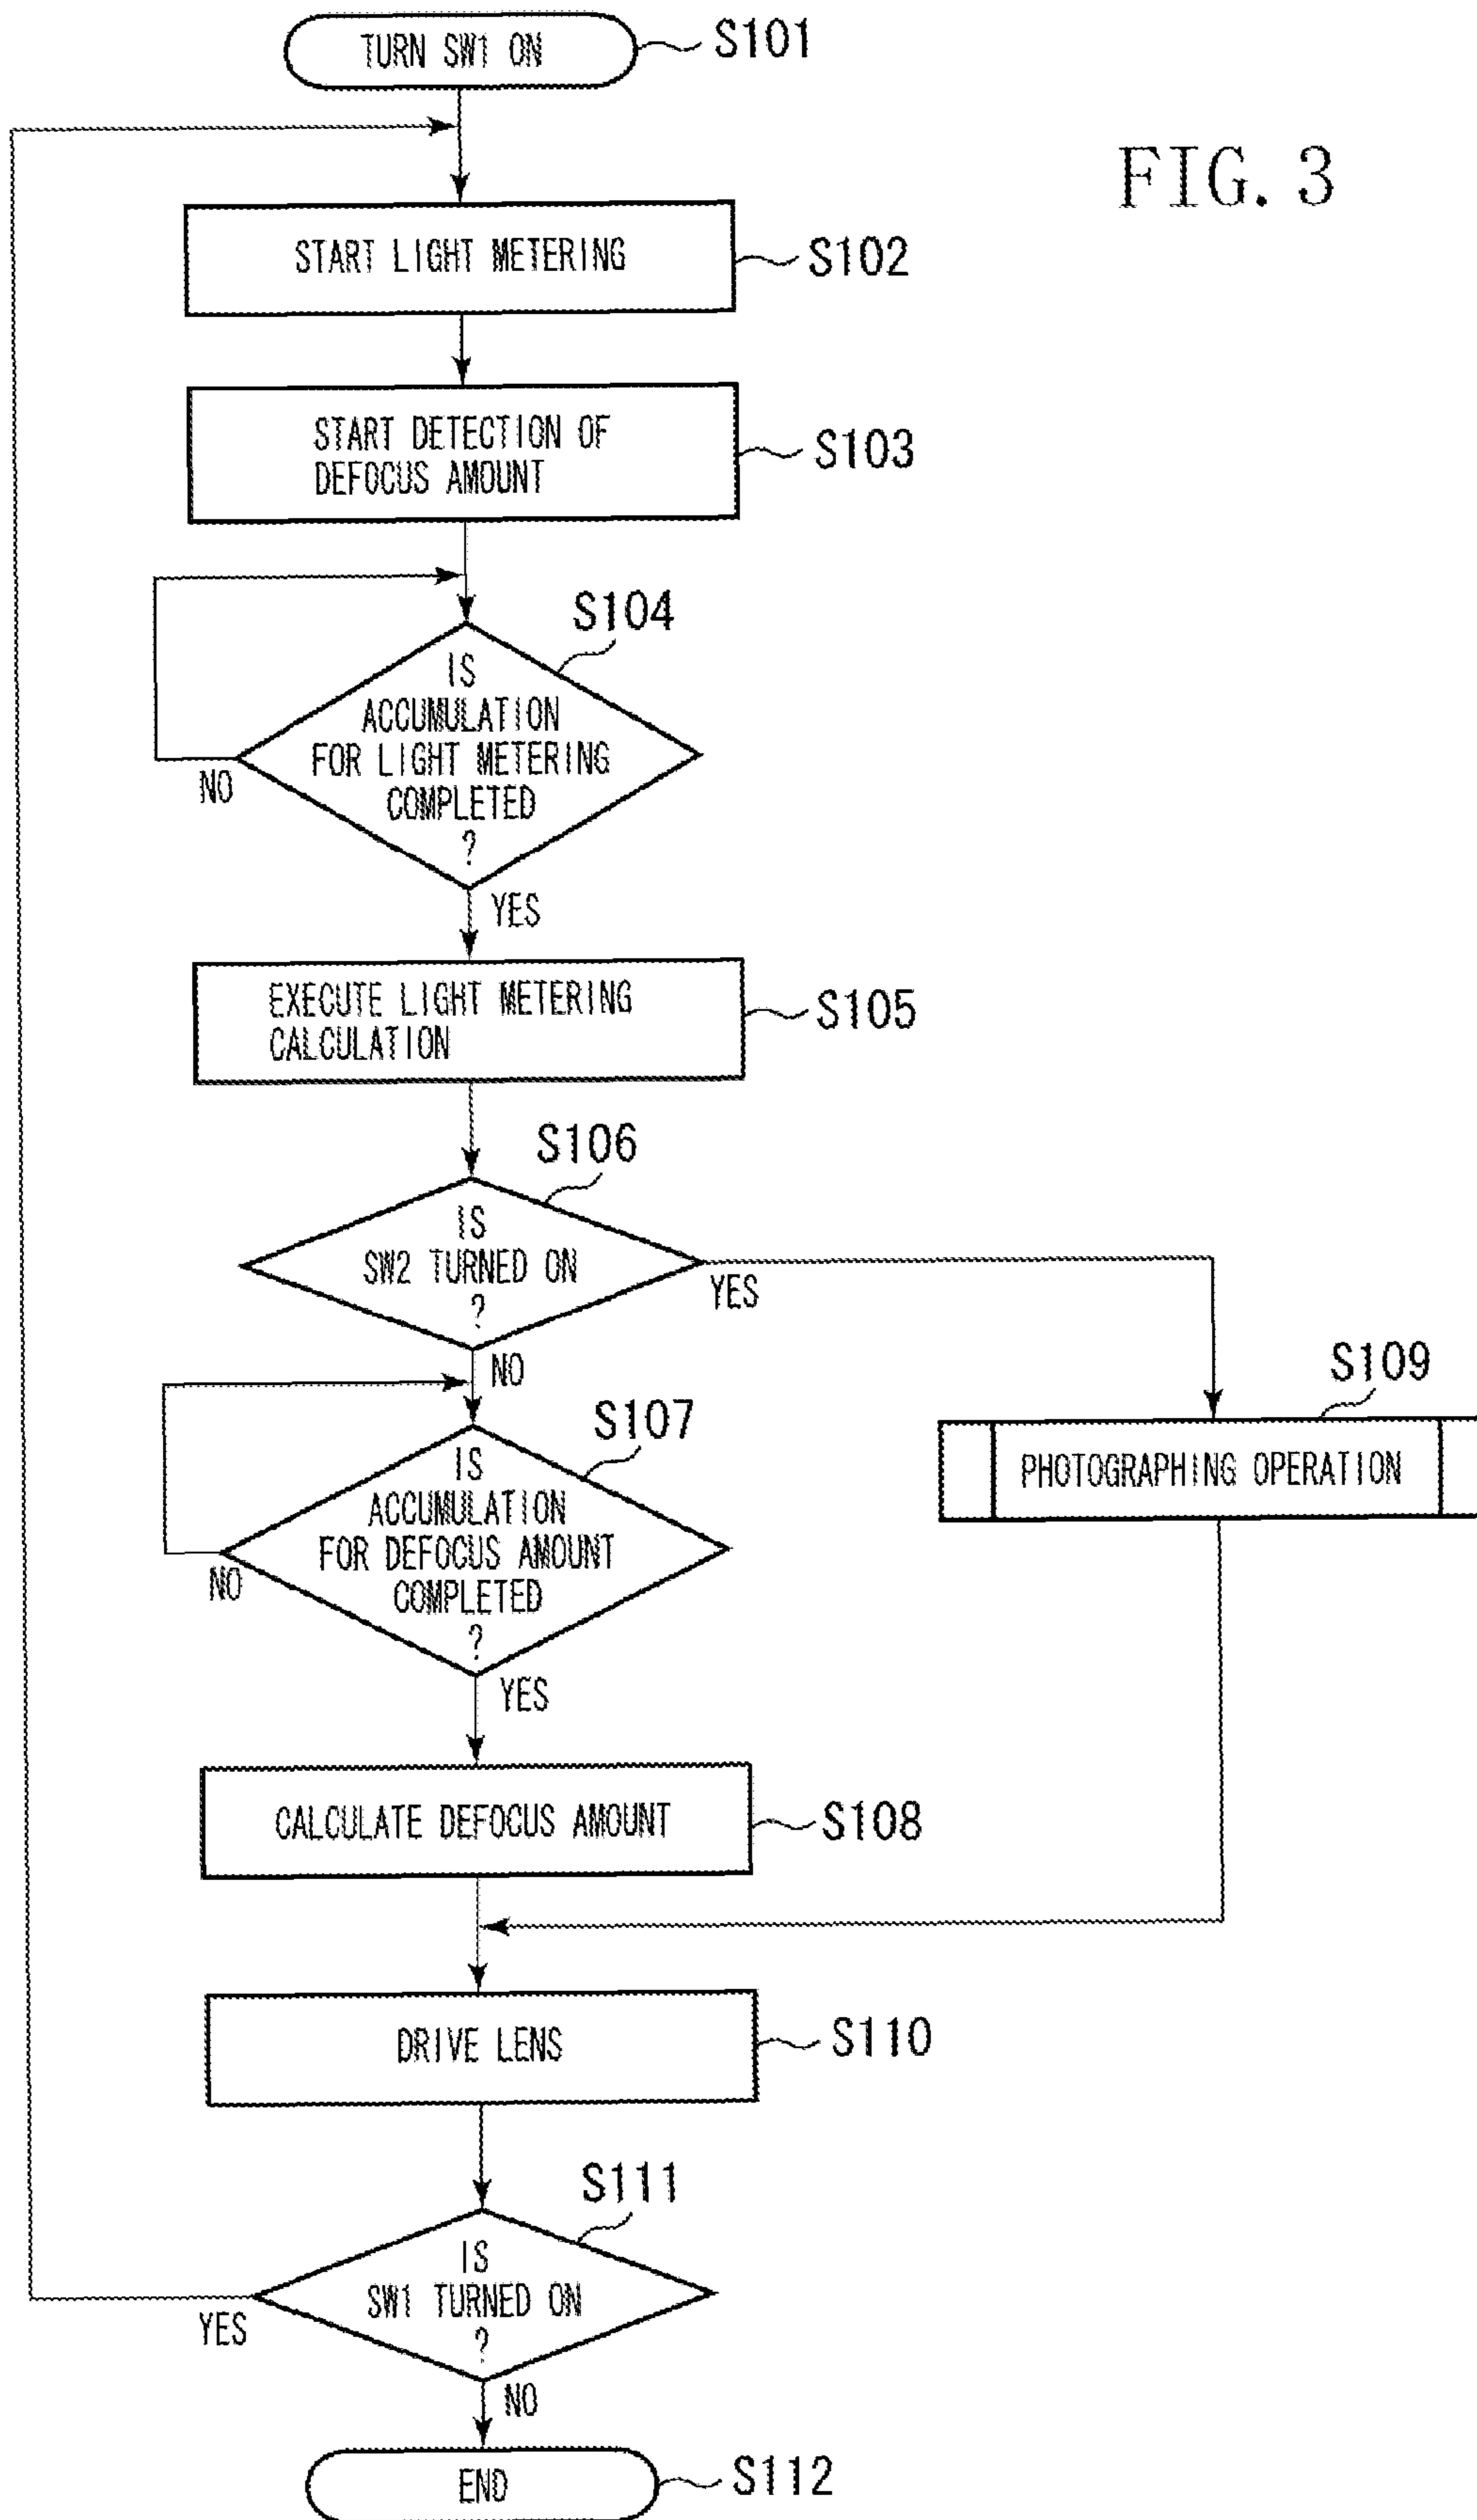 TURN SW1 ON
S101
FIG. 3
START LIGHT METERING
S102
START DETECTION OF
DEFOCUS AMOUNT
S103
S104
IS
ACCUMULATION
FOR LIGHT METERING
COMPLETED
?
NO
YES
EXECUTE LIGHT METERING
CALCULATION
S105
S106
IS
SW2 TURNED ON
?
YES
NO
S109
PHOTOGRAPHING OPERATION
S107
IS
ACCUMULATION
FOR DEFOCUS AMOUNT
COMPLETED
?
NO
YES
CALCULATE DEFOCUS AMOUNT
S108
DRIVE LENS
S110
S111
IS
SW1 TURNED ON
?
YES
NO
END
S112